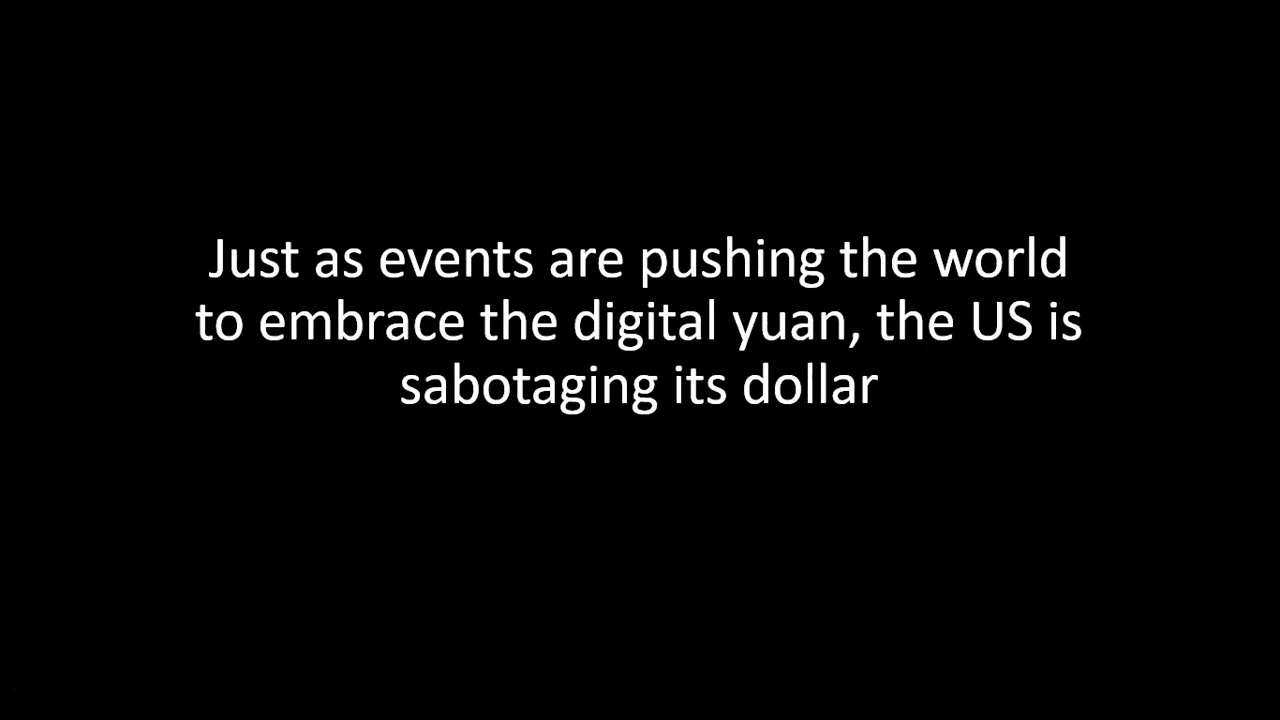 Just as events are pushing the world
to embrace the digital yuan, the US is
sabotaging its dollar